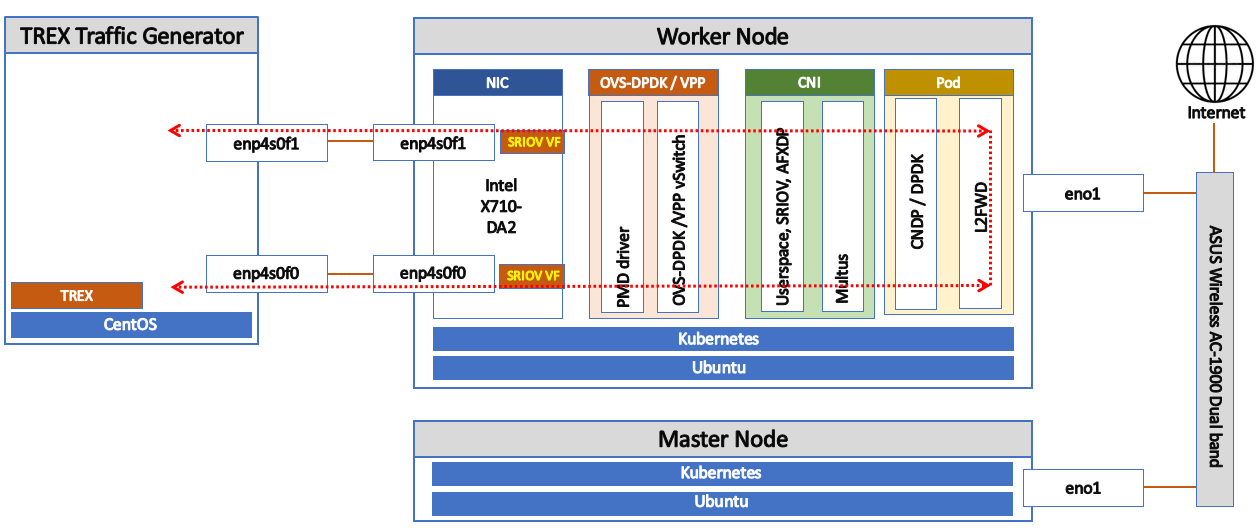 TREX Traffic Generator
enp4s0f1
enp4s0f0
TREX
CentOS
Worker Node
NIC
enp4s0f1
SRIOV VF
Intel
X710-
DA2
enp4s0f0
SRIOV VF
OVS-DPDK / VPP
PMD driver
OVS-DPDK /VPP vSwitch
CNI
Userspace, SRIOV, AFXDP
Multus
Pod
CNDP / DPDK
L2FWD
Kubernetes
Ubuntu
eno1
Master Node
Kubernetes
Ubuntu
eno1
Internet
ASUS Wireless AC-1900 Dual band